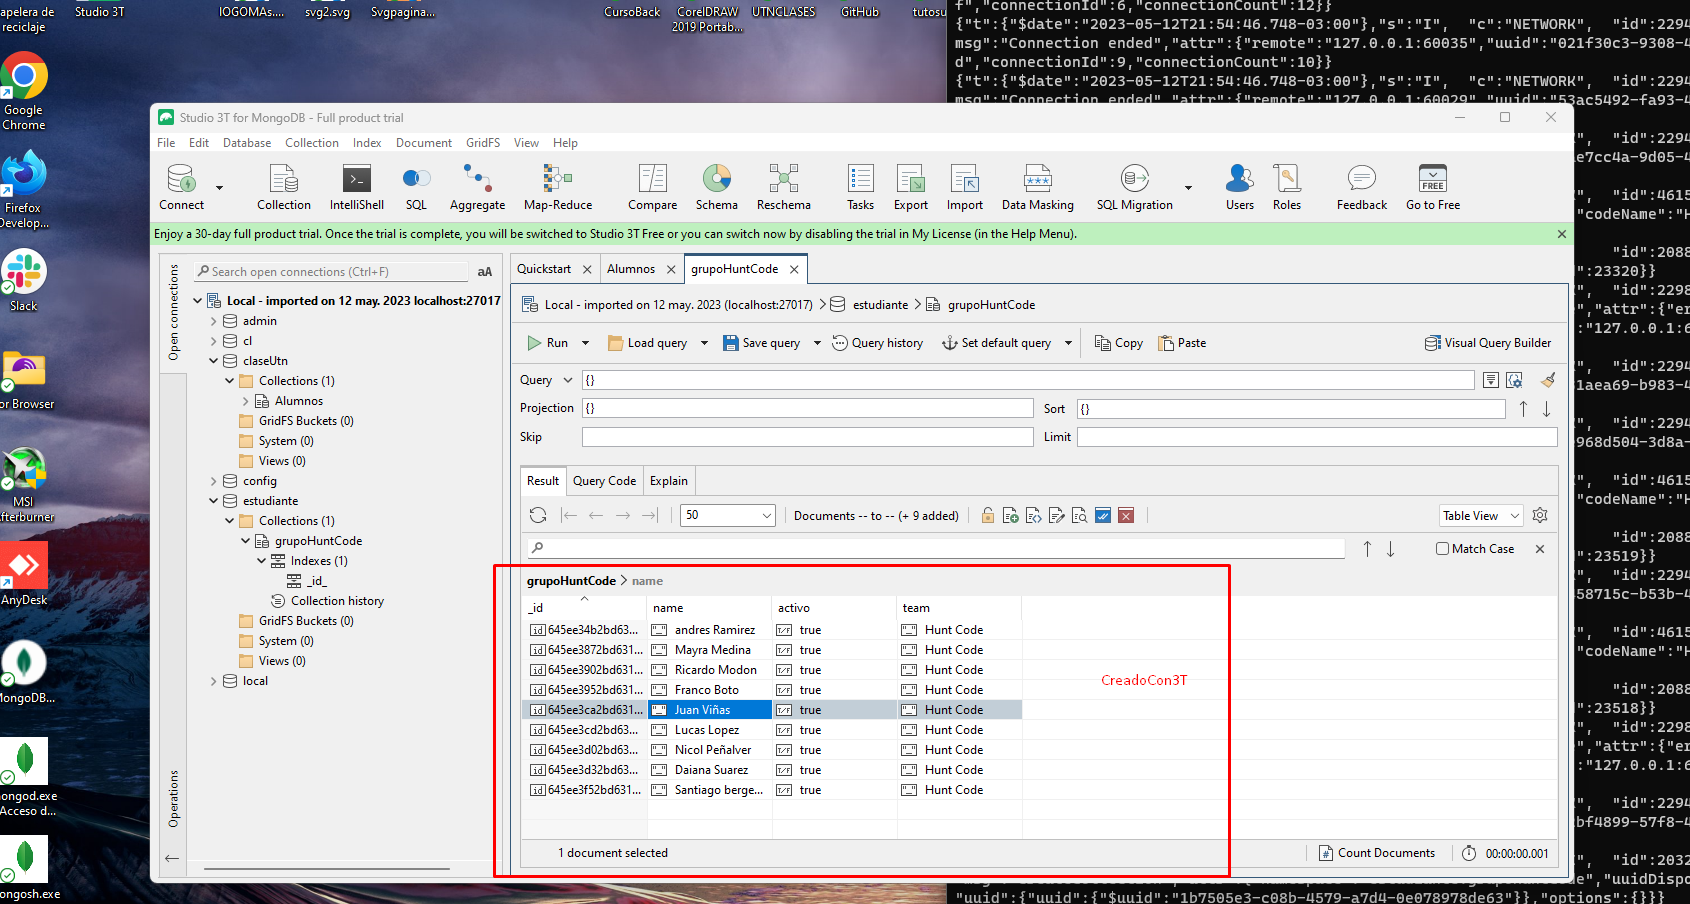 apelera de
reciclaje
Studio 3T
IOGOMAs....
svg2.svg
Svgpagina...
CursoBack
CorelDRAW
2019 Portab...
UTNCLASES
GitHub
tutosu
Google
Chrome
Firefox
Develop...
Slack
or Browser
MSI
fterburner
AnyDesk
MongoDB...
ongod.exe
Acceso d...
ongosh.exe
f","connectionId":6,"connectionCount":12}}
{"t":{"$date":"2023-05-12T21:54:46.748-03:00"},"s":"I", "c":"NETWORK", "id":2294
msg":"Connection ended","attr":{"remote":"127.0.0.1:60035","uuid":"021f30c3-9308-4
d","connectionId":9,"connectionCount":10}}
{"t":{"$date":"2023-05-12T21:54:46.748-03:00"},"s":"I", "c":"NETWORK", "id":2294
msg":"Connection ended","attr":{"remote":"127.0.0.1:60029","uuid":"53ac5492-fa93-4
Studio 3T for MongoDB - Full product trial
File Edit Database Collection Index Document GridFS View Help
Connect Collection IntelliShell SQL Aggregate Map-Reduce Compare Schema Reschema Tasks Export Import Data Masking SQL Migration Users Roles Feedback FREE Go to Free
Enjoy a 30-day full product trial. Once the trial is complete, you will be switched to Studio 3T Free or you can switch now by disabling the trial in My License (in the Help Menu).
Open connections
Operations
Search open connections (Ctrl+F) aA
Local - imported on 12 may. 2023 localhost:27017
admin
cl
claseUtn
Collections (1)
Alumnos
GridFS Buckets (0)
System (0)
Views (0)
config
estudiante
Collections (1)
grupoHuntCode
Indexes (1)
_id_
Collection history
GridFS Buckets (0)
System (0)
Views (0)
local
Quickstart Alumnos grupoHuntCode
Local - imported on 12 may. 2023 (localhost:27017) estudiante grupoHuntCode
Run Load query Save query Query history Set default query Copy Paste Visual Query Builder
Query {}
Projection {} Sort {}
Skip Limit
Result Query Code Explain
50 Documents -- to -- (+ 9 added) Table View
Match Case
grupoHuntCode > name
_id name activo team
645ee34b2bd63... andres Ramirez true Hunt Code
645ee3872bd631... Mayra Medina true Hunt Code
645ee3902bd631... Ricardo Modon true Hunt Code
645ee3952bd631... Franco Boto true Hunt Code
645ee3ca2bd631... Juan Viñas true Hunt Code
645ee3cd2bd63... Lucas Lopez true Hunt Code
645ee3d02bd63... Nicol Peñalver true Hunt Code
645ee3d32bd63... Daiana Suarez true Hunt Code
645ee3f52bd631... Santiago berge... true Hunt Code
CreadoCon3T
1 document selected Count Documents 00:00:00.001
", "id":2294
e7cc4a-9d05-4
", "id":4615
"codeName":"H
"id":2088
":23320}}
"id":2298
","attr":{"er
:"127.0.0.1:6
", "id":2294
1aea69-b983-4
", "id":2294
968d504-3d8a-
", "id":4615
"codeName":"H
"id":2088
":23519}}
", "id":2294
58715c-b53b-4
", "id":4615
"codeName":"H
"id":2088
":23518}}
", "id":2298
","attr":{"er
:"127.0.0.1:6
", "id":2294
bf4899-57f8-4
", "id":2032
","uuidDispo
"uuid":{"uuid":{"$uuid":"1b7505e3-c08b-4579-a7d4-0e078978de63"}},"options":{}}}